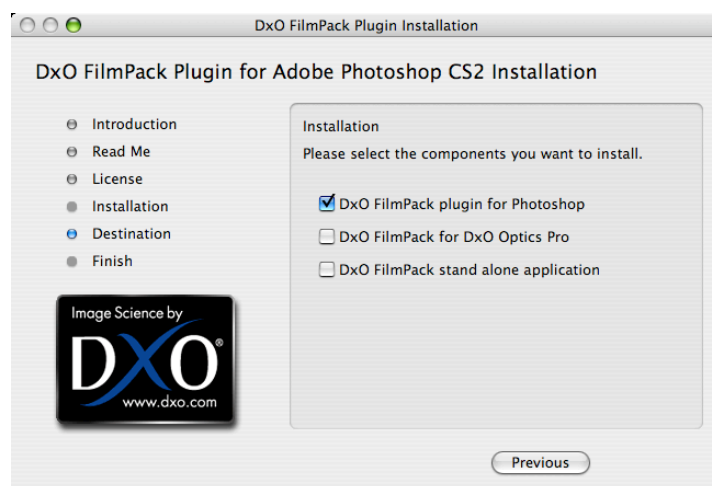 DxO FilmPack Plugin Installation
DxO FilmPack Plugin for Adobe Photoshop CS2 Installation
Introduction
Read Me
License
Installation
Destination
Finish
Image Science by
DXO®
www.dxo.com
Installation
Please select the components you want to install.
DxO FilmPack plugin for Photoshop
DxO FilmPack for DxO Optics Pro
DxO FilmPack stand alone application
Previous